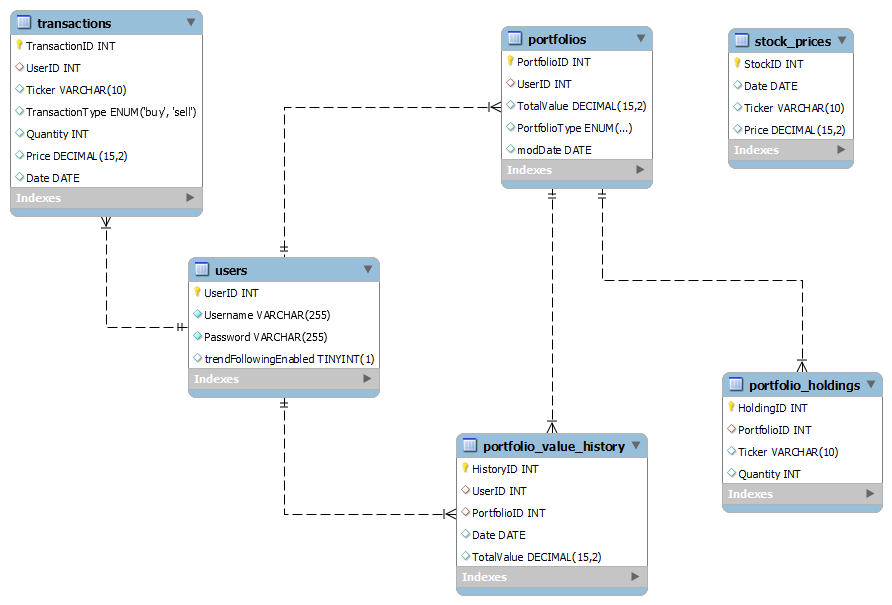 transactions
TransactionID INT
UserID INT
Ticker VARCHAR(10)
TransactionType ENUM('buy', 'sell')
Quantity INT
Price DECIMAL(15,2)
Date DATE
Indexes
portfolios
PortfolioID INT
UserID INT
TotalValue DECIMAL(15,2)
PortfolioType ENUM(...)
modDate DATE
Indexes
stock_prices
StockID INT
Date DATE
Ticker VARCHAR(10)
Price DECIMAL(15,2)
Indexes
users
UserID INT
Username VARCHAR(255)
Password VARCHAR(255)
trendFollowingEnabled TINYINT(1)
Indexes
portfolio_value_history
HistoryID INT
UserID INT
PortfolioID INT
Date DATE
TotalValue DECIMAL(15,2)
Indexes
portfolio_holdings
HoldingID INT
PortfolioID INT
Ticker VARCHAR(10)
Quantity INT
Indexes